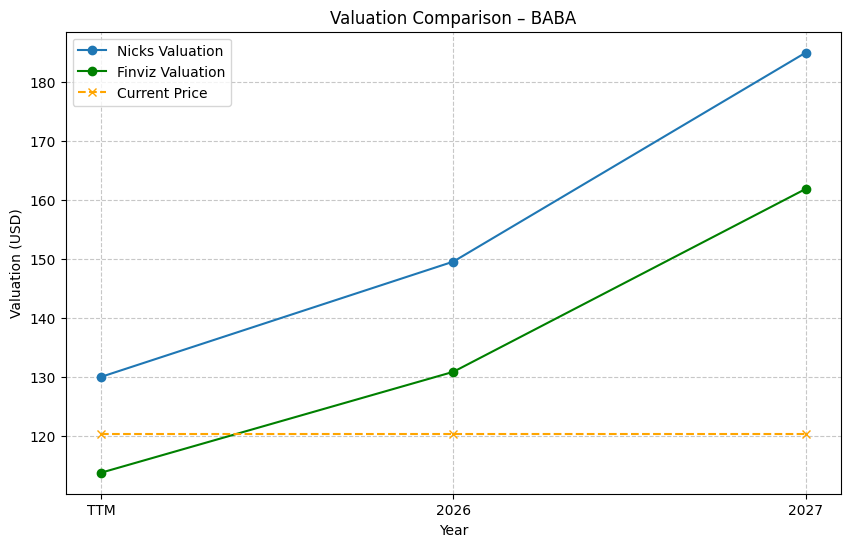 Valuation Comparison – BABA
Nicks Valuation
Finviz Valuation
Current Price
Valuation (USD)
180
170
160
150
140
130
120
TTM
2026
2027
Year